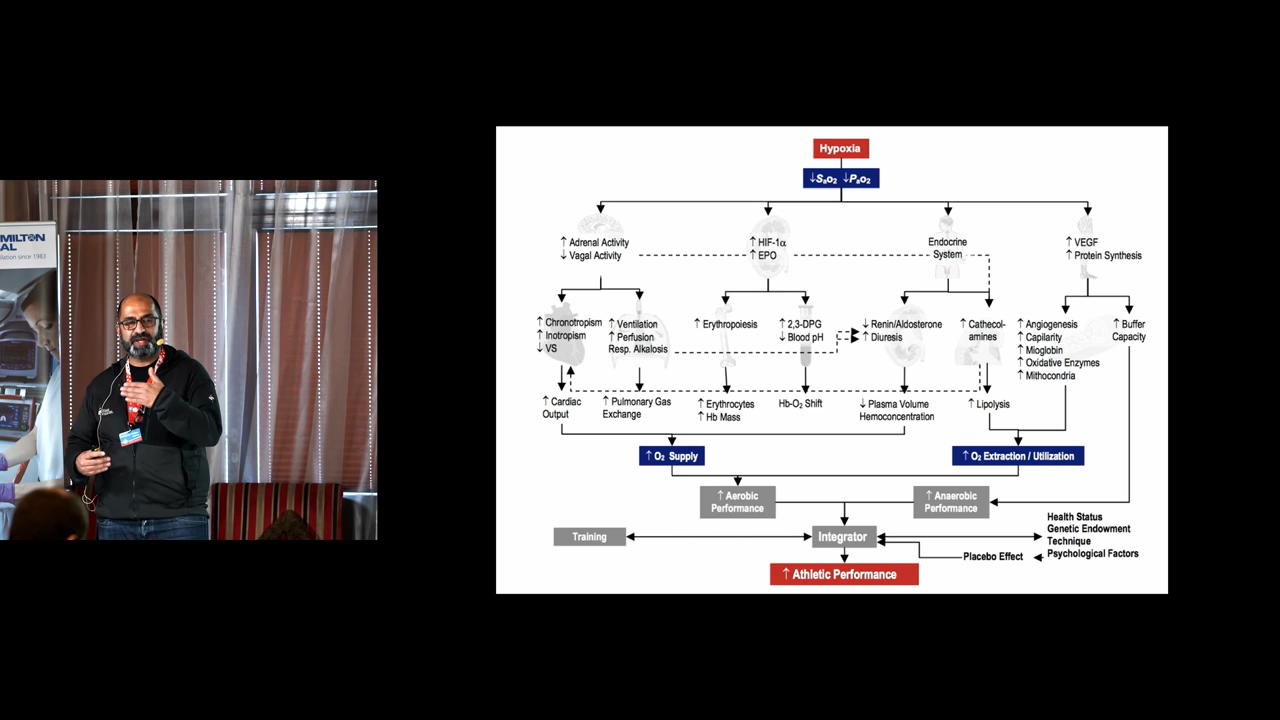 MILTON
AL
ilation since 1983
Hypoxia
↓SaO2 ↓PaO2
↑ Adrenal Activity
↓ Vagal Activity
↑ HIF-1α
↑ EPO
Endocrine
System
↑ VEGF
↑ Protein Synthesis
↑ Chronotropism
↑ Inotropism
↓ VS
↑ Ventilation
↑ Perfusion
Resp. Alkalosis
↑ Erythropoiesis
↑ 2,3-DPG
↓ Blood pH
↓ Renin/Aldosterone
↑ Diuresis
↑ Cathecol-
amines
↑ Angiogenesis
↑ Capilarity
↑ Mioglobin
↑ Oxidative Enzymes
↑ Mithocondria
↑ Buffer
Capacity
↑ Cardiac
Output
↑ Pulmonary Gas
Exchange
↑ Erythrocytes
↑ Hb Mass
Hb-O2 Shift
↓ Plasma Volume
Hemoconcentration
↑ Lipolysis
↑ O2 Supply
↑ O2 Extraction / Utilization
↑ Aerobic
Performance
↑ Anaerobic
Performance
Training
Integrator
Health Status
Genetic Endowment
Technique
Psychological Factors
Placebo Effect
↑ Athletic Performance